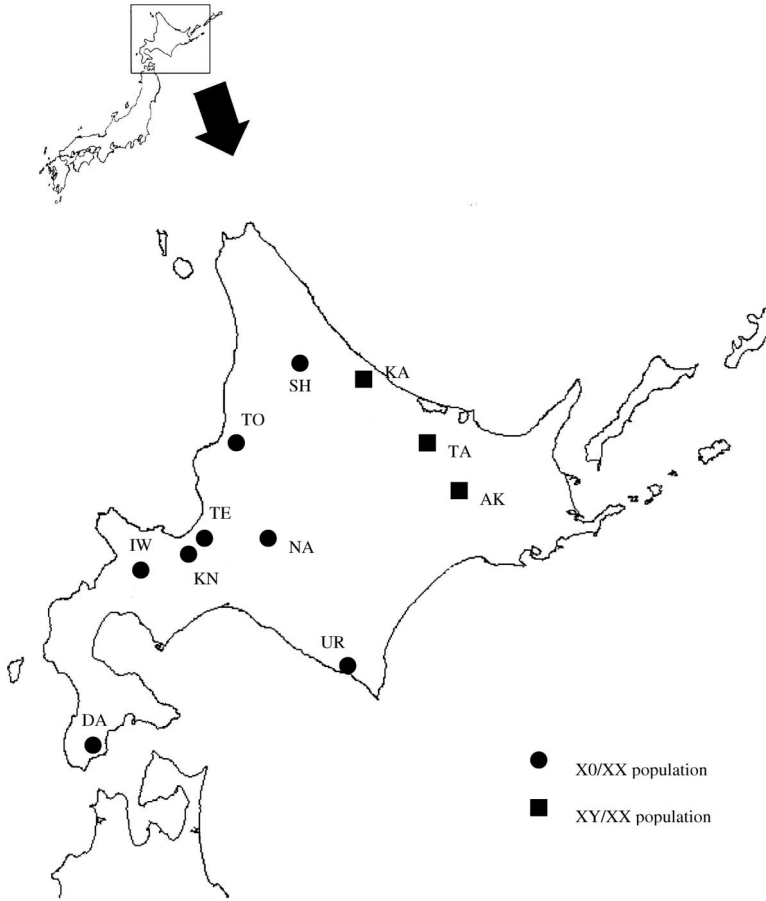 KA
SH
TO
TA
AK
TE
NA
IW
KN
UR
DA
X0/XX population
XY/XX population